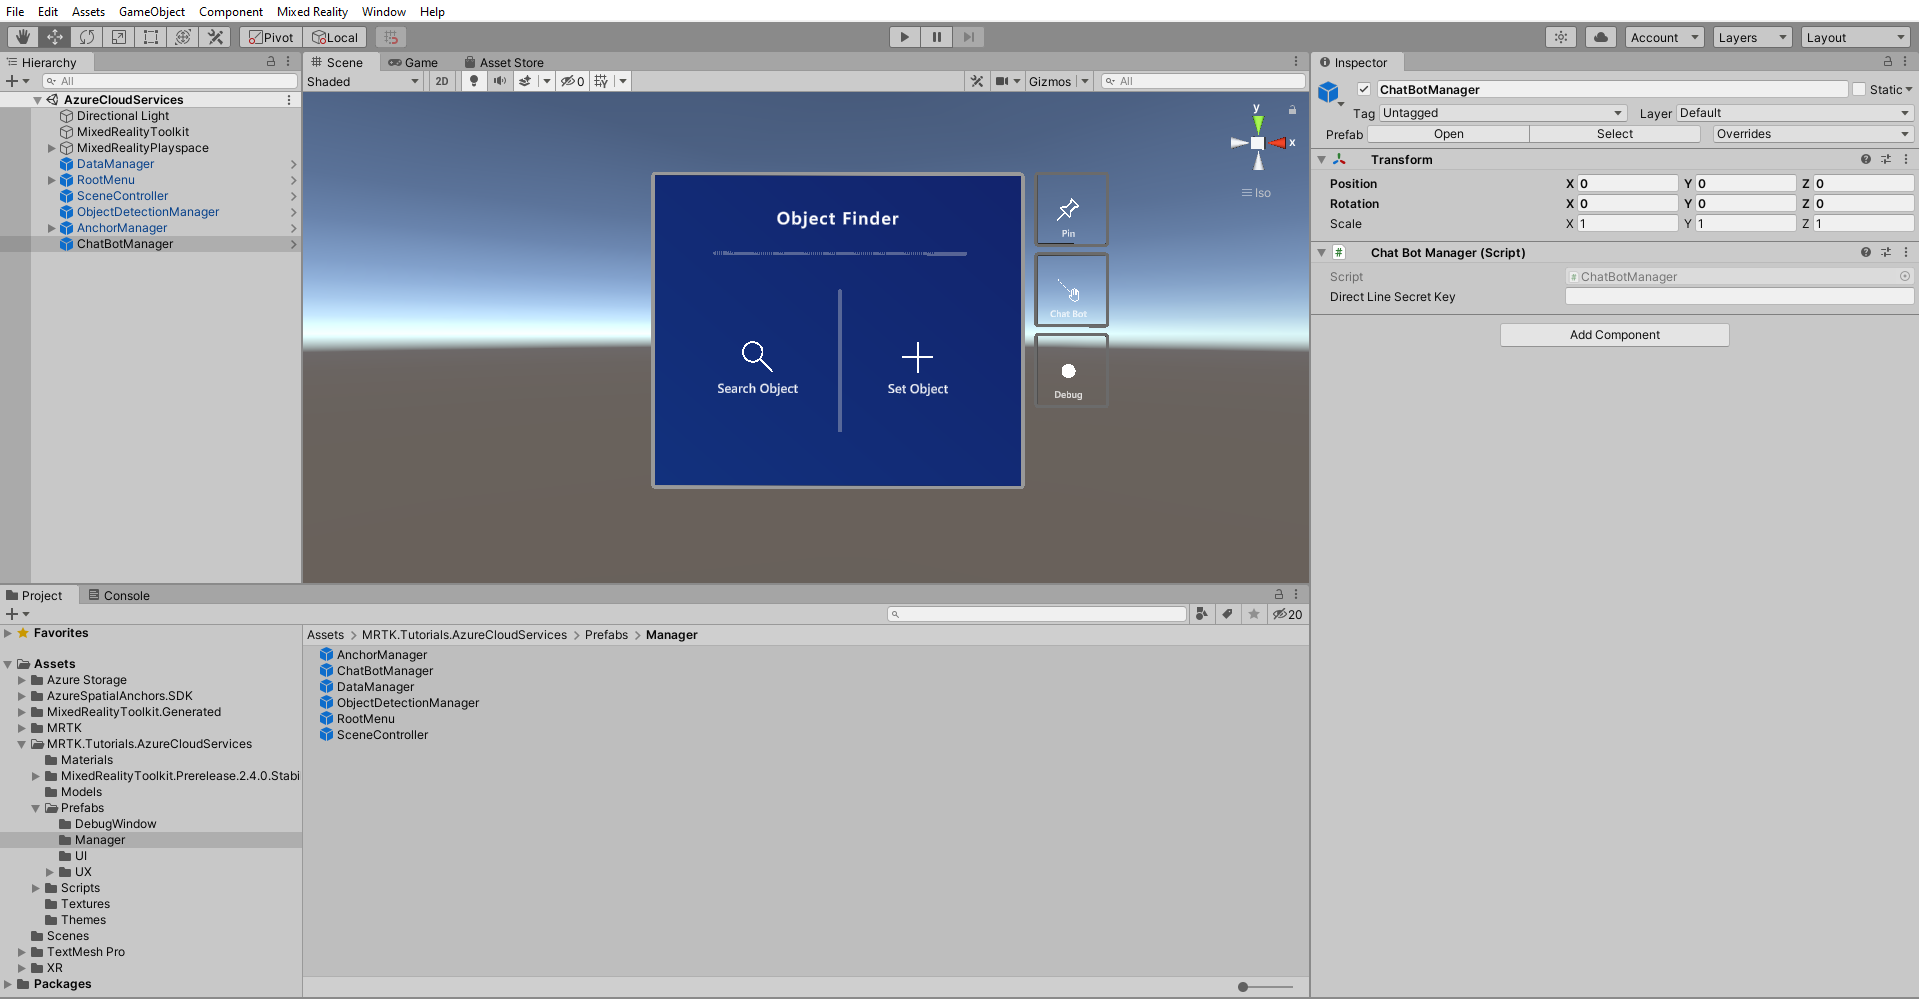 File Edit Assets GameObject Component Mixed Reality Window Help
Pivot Local Account Layers Layout
Hierarchy
All
AzureCloudServices
Directional Light
MixedRealityToolkit
MixedRealityPlayspace
DataManager
RootMenu
SceneController
ObjectDetectionManager
AnchorManager
ChatBotManager
Scene Game Asset Store
Shaded 2D 0 Gizmos All
y
x
Iso
Object Finder
Search Object
Set Object
Pin
Chat Bot
Debug
Inspector
ChatBotManager Static
Tag Untagged Layer Default
Prefab Open Select Overrides
Transform
Position X 0 Y 0 Z 0
Rotation X 0 Y 0 Z 0
Scale X 1 Y 1 Z 1
# Chat Bot Manager (Script)
Script # ChatBotManager
Direct Line Secret Key
Add Component
Project Console
20
Favorites
Assets
Azure Storage
AzureSpatialAnchors.SDK
MixedRealityToolkit.Generated
MRTK
MRTK.Tutorials.AzureCloudServices
Materials
MixedRealityToolkit.Prerelease.2.4.0.Stabi
Models
Prefabs
DebugWindow
Manager
UI
UX
Scripts
Textures
Themes
Scenes
TextMesh Pro
XR
Packages
Assets > MRTK.Tutorials.AzureCloudServices > Prefabs > Manager
AnchorManager
ChatBotManager
DataManager
ObjectDetectionManager
RootMenu
SceneController